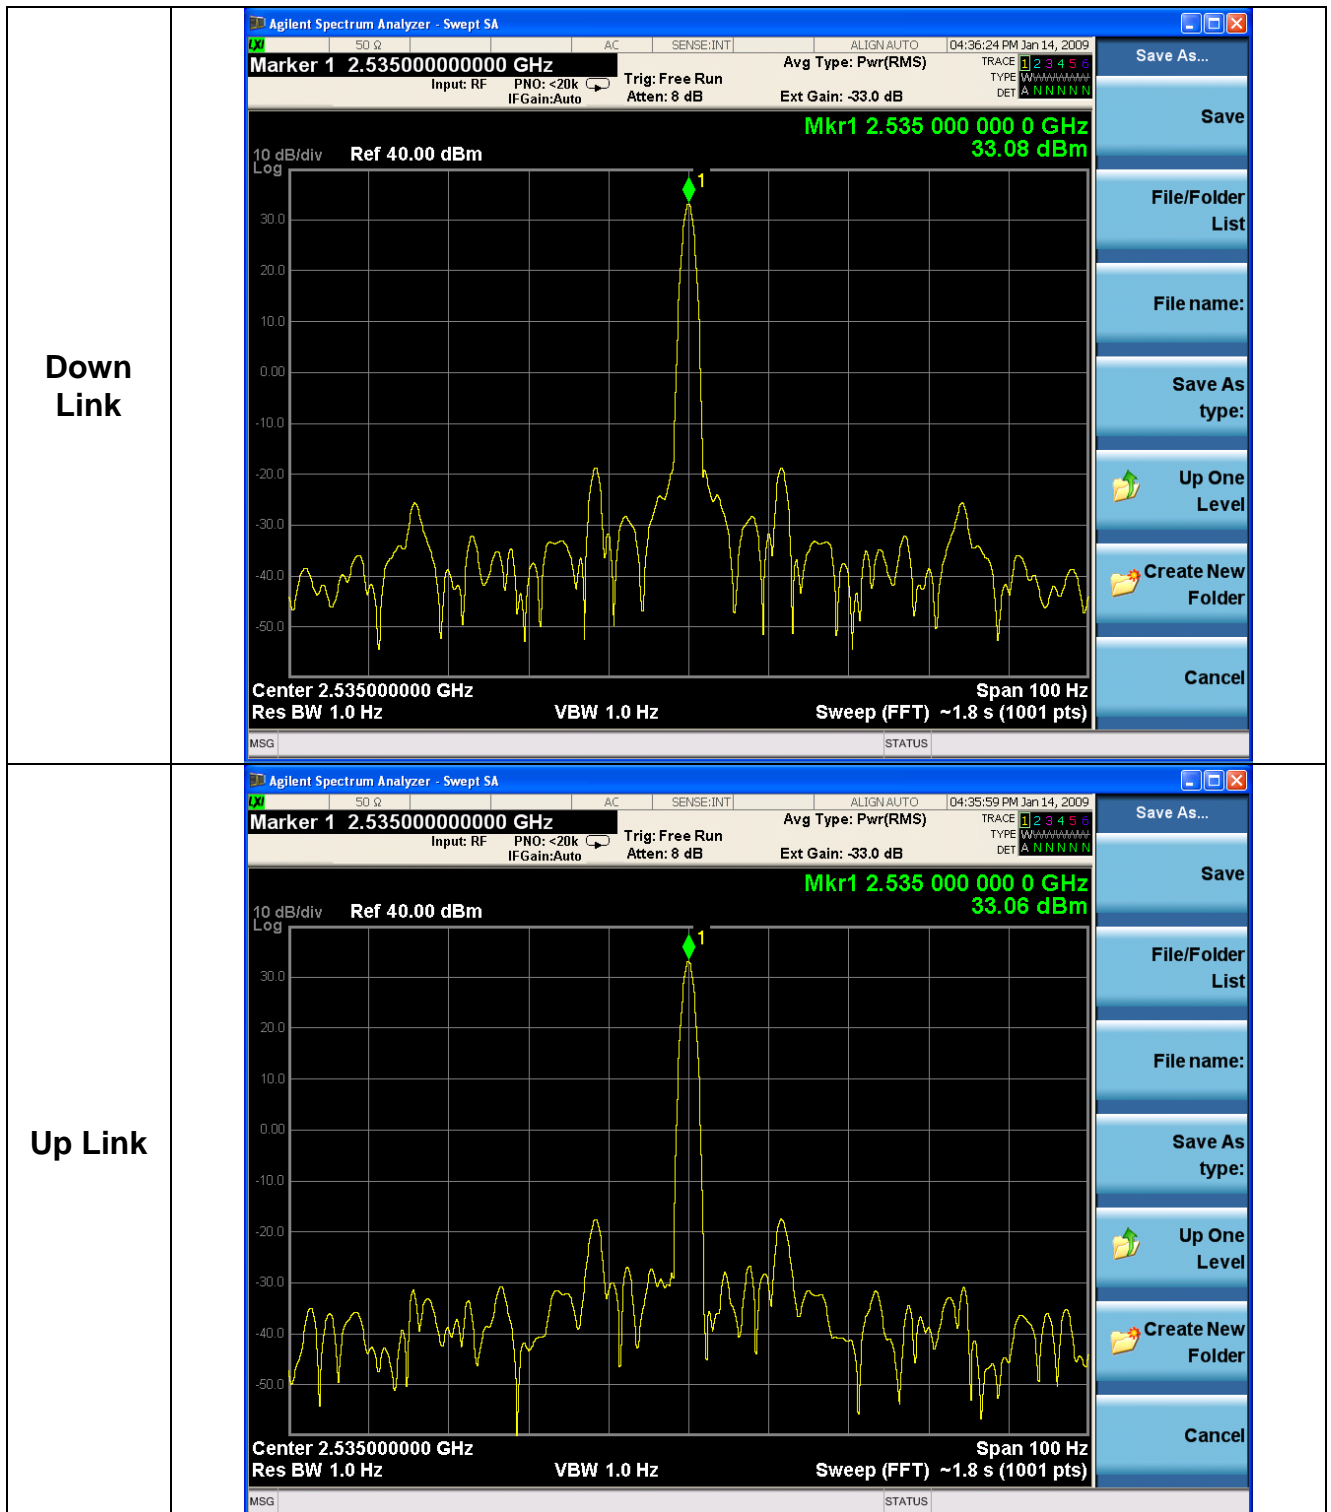 Down
Link
Agilent Spectrum Analyzer - Swept SA
LXI 50 Ω AC SENSE:INT ALIGN AUTO 04:36:24 PM Jan 14, 2009
Marker 1 2.535000000000 GHz
Avg Type: Pwr(RMS)
TRACE 1 2 3 4 5 6
Input: RF PNO: <20k Trig: Free Run
TYPE
IFGain:Auto Atten: 8 dB Ext Gain: -33.0 dB
DET A N N N N N
Mkr1 2.535 000 000 0 GHz
33.08 dBm
10 dB/div Ref 40.00 dBm
Log
1
30.0
20.0
10.0
0.00
-10.0
-20.0
-30.0
-40.0
-50.0
Center 2.535000000 GHz Span 100 Hz
Res BW 1.0 Hz VBW 1.0 Hz Sweep (FFT) ~1.8 s (1001 pts)
MSG STATUS
Save As...
Save
File/Folder
List
File name:
Save As
type:
Up One
Level
Create New
Folder
Cancel
Up Link
Agilent Spectrum Analyzer - Swept SA
LXI 50 Ω AC SENSE:INT ALIGN AUTO 04:35:59 PM Jan 14, 2009
Marker 1 2.535000000000 GHz
Avg Type: Pwr(RMS)
TRACE 1 2 3 4 5 6
Input: RF PNO: <20k Trig: Free Run
TYPE
IFGain:Auto Atten: 8 dB Ext Gain: -33.0 dB
DET A N N N N N
Mkr1 2.535 000 000 0 GHz
33.06 dBm
10 dB/div Ref 40.00 dBm
Log
1
30.0
20.0
10.0
0.00
-10.0
-20.0
-30.0
-40.0
-50.0
Center 2.535000000 GHz Span 100 Hz
Res BW 1.0 Hz VBW 1.0 Hz Sweep (FFT) ~1.8 s (1001 pts)
MSG STATUS
Save As...
Save
File/Folder
List
File name:
Save As
type:
Up One
Level
Create New
Folder
Cancel